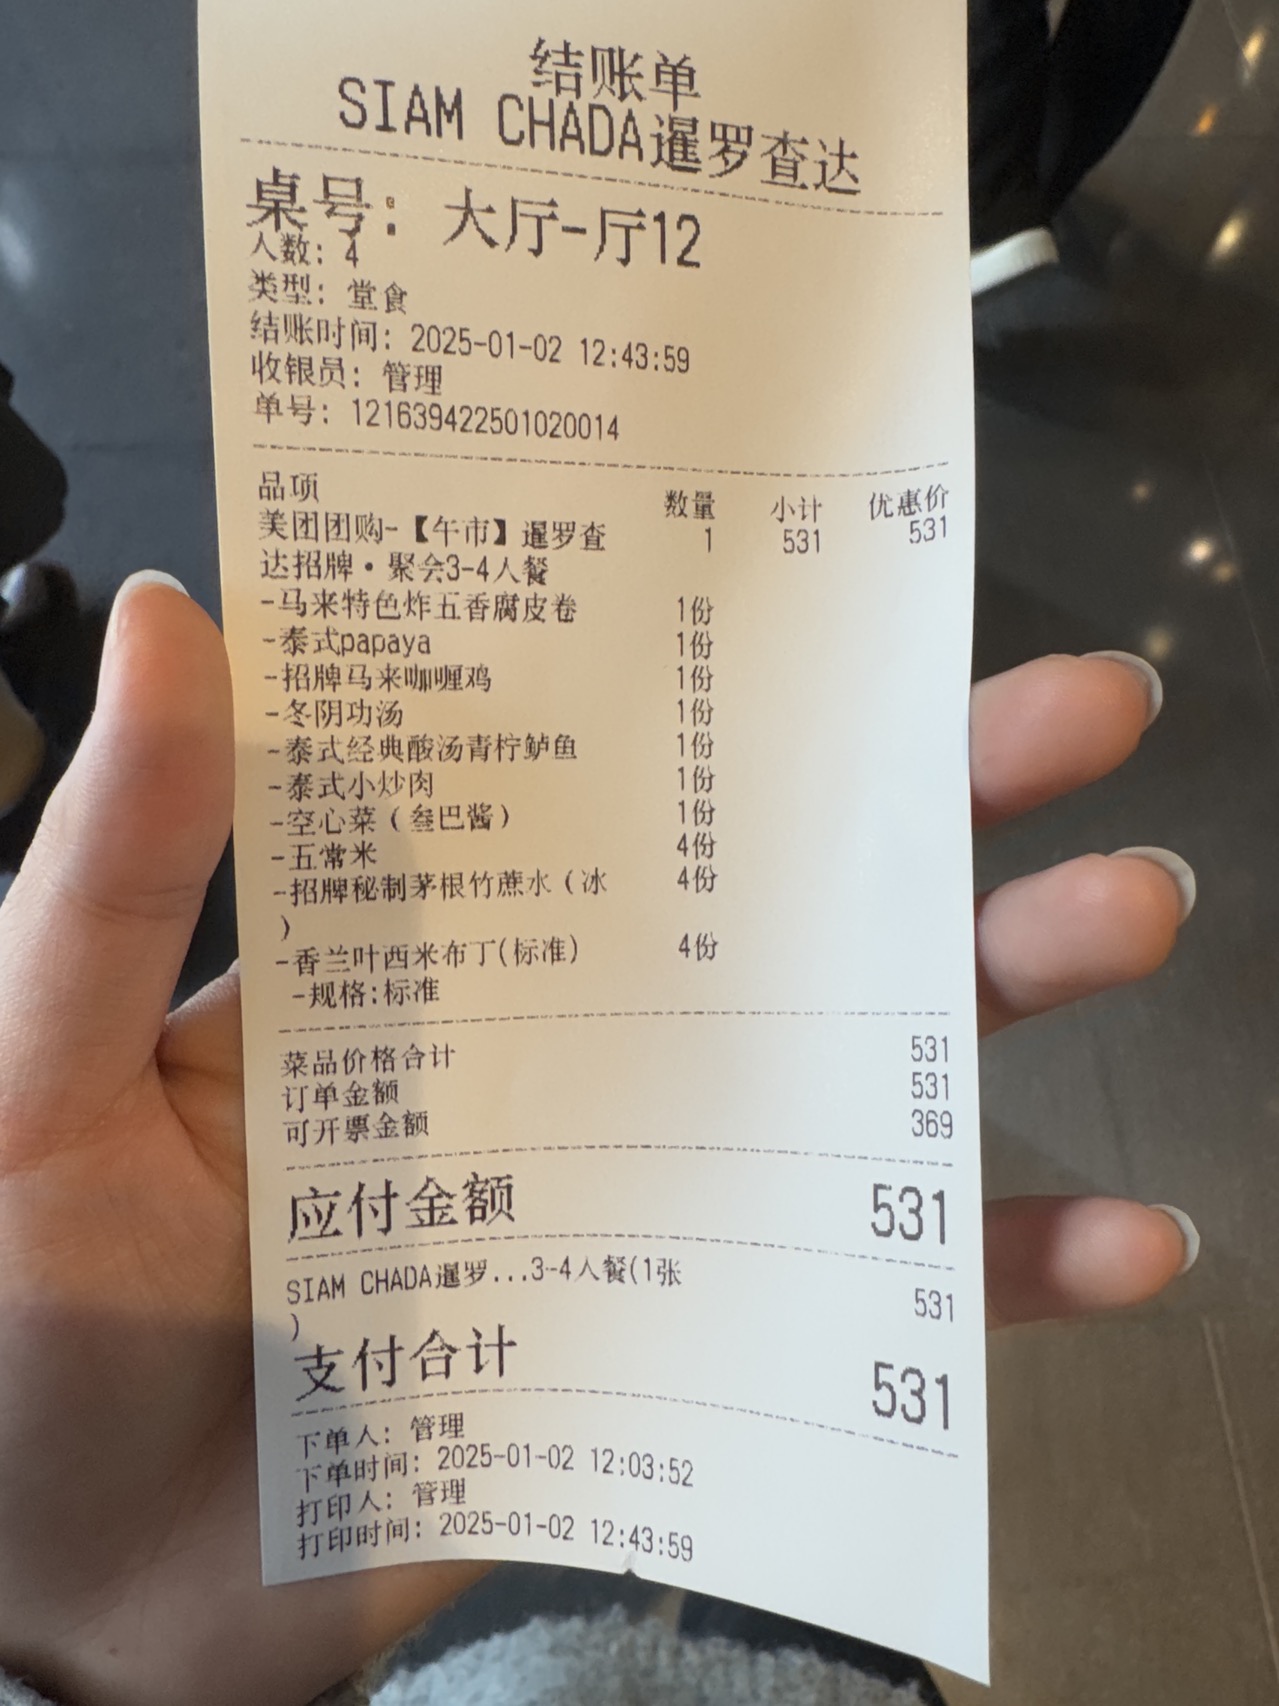 结账单
SIAM CHADA暹罗查达
桌号： 大厅-厅12
人数: 4
类型: 堂食
结账时间: 2025-01-02 12:43:59
收银员: 管理
单号: 121639422501020014
品项 数量 小计 优惠价
美团团购-【午市】暹罗查 1 531 531
达招牌·聚会3-4人餐
-马来特色炸五香腐皮卷 1份
-泰式papaya 1份
-招牌马来咖喱鸡 1份
-冬阴功汤 1份
-泰式经典酸汤青柠鲈鱼 1份
-泰式小炒肉 1份
-空心菜（叁巴酱） 1份
-五常米 4份
-招牌秘制茅根竹蔗水（冰 4份
）
-香兰叶西米布丁(标准) 4份
-规格:标准
菜品价格合计 531
订单金额 531
可开票金额 369
应付金额 531
SIAM CHADA暹罗...3-4人餐(1张 531
)
支付合计 531
下单人: 管理
下单时间: 2025-01-02 12:03:52
打印人: 管理
打印时间: 2025-01-02 12:43:59